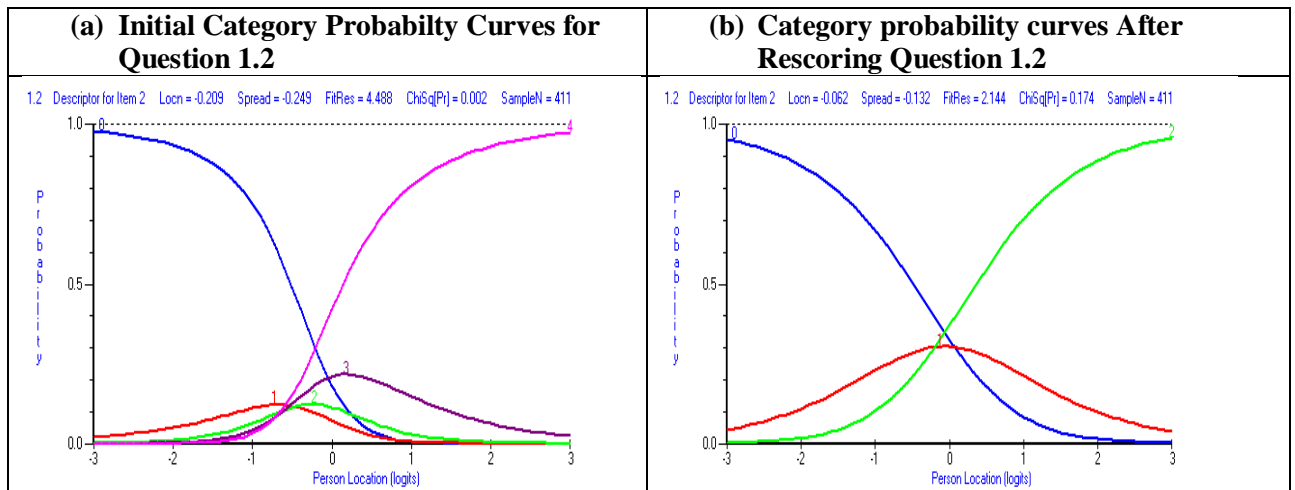 (a) Initial Category Probabilty Curves for
Question 1.2
(b) Category probability curves After
Rescoring Question 1.2
1.2 Descriptor for Item 2 Locn = -0.209 Spread = -0.249 FitRes = 4.488 ChiSq[Pr] = 0.002 SampleN = 411
1.0
0
4
Probability
0.5
1
2
3
0.0
-3 -2 -1 0 1 2 3
Person Location (logits)
1.2 Descriptor for Item 2 Locn = -0.062 Spread = -0.132 FitRes = 2.144 ChiSq[Pr] = 0.174 SampleN = 411
1.0
0
2
Probability
0.5
1
0.0
-3 -2 -1 0 1 2 3
Person Location (logits)